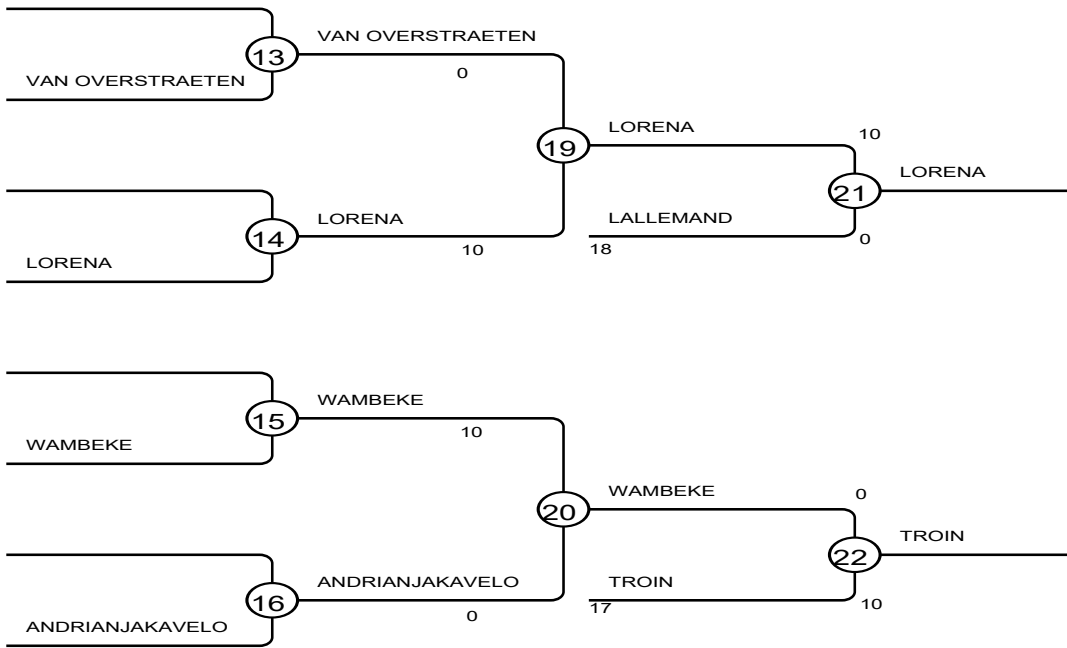 VAN OVERSTRAETEN
13
VAN OVERSTRAETEN
0
LORENA
10
19
LORENA
21
LORENA
14
LORENA
10
LALLEMAND
18
0
LORENA
WAMBEKE
15
10
WAMBEKE
WAMBEKE
0
20
TROIN
22
ANDRIANJAKAVELO
16
0
TROIN
17
10
ANDRIANJAKAVELO